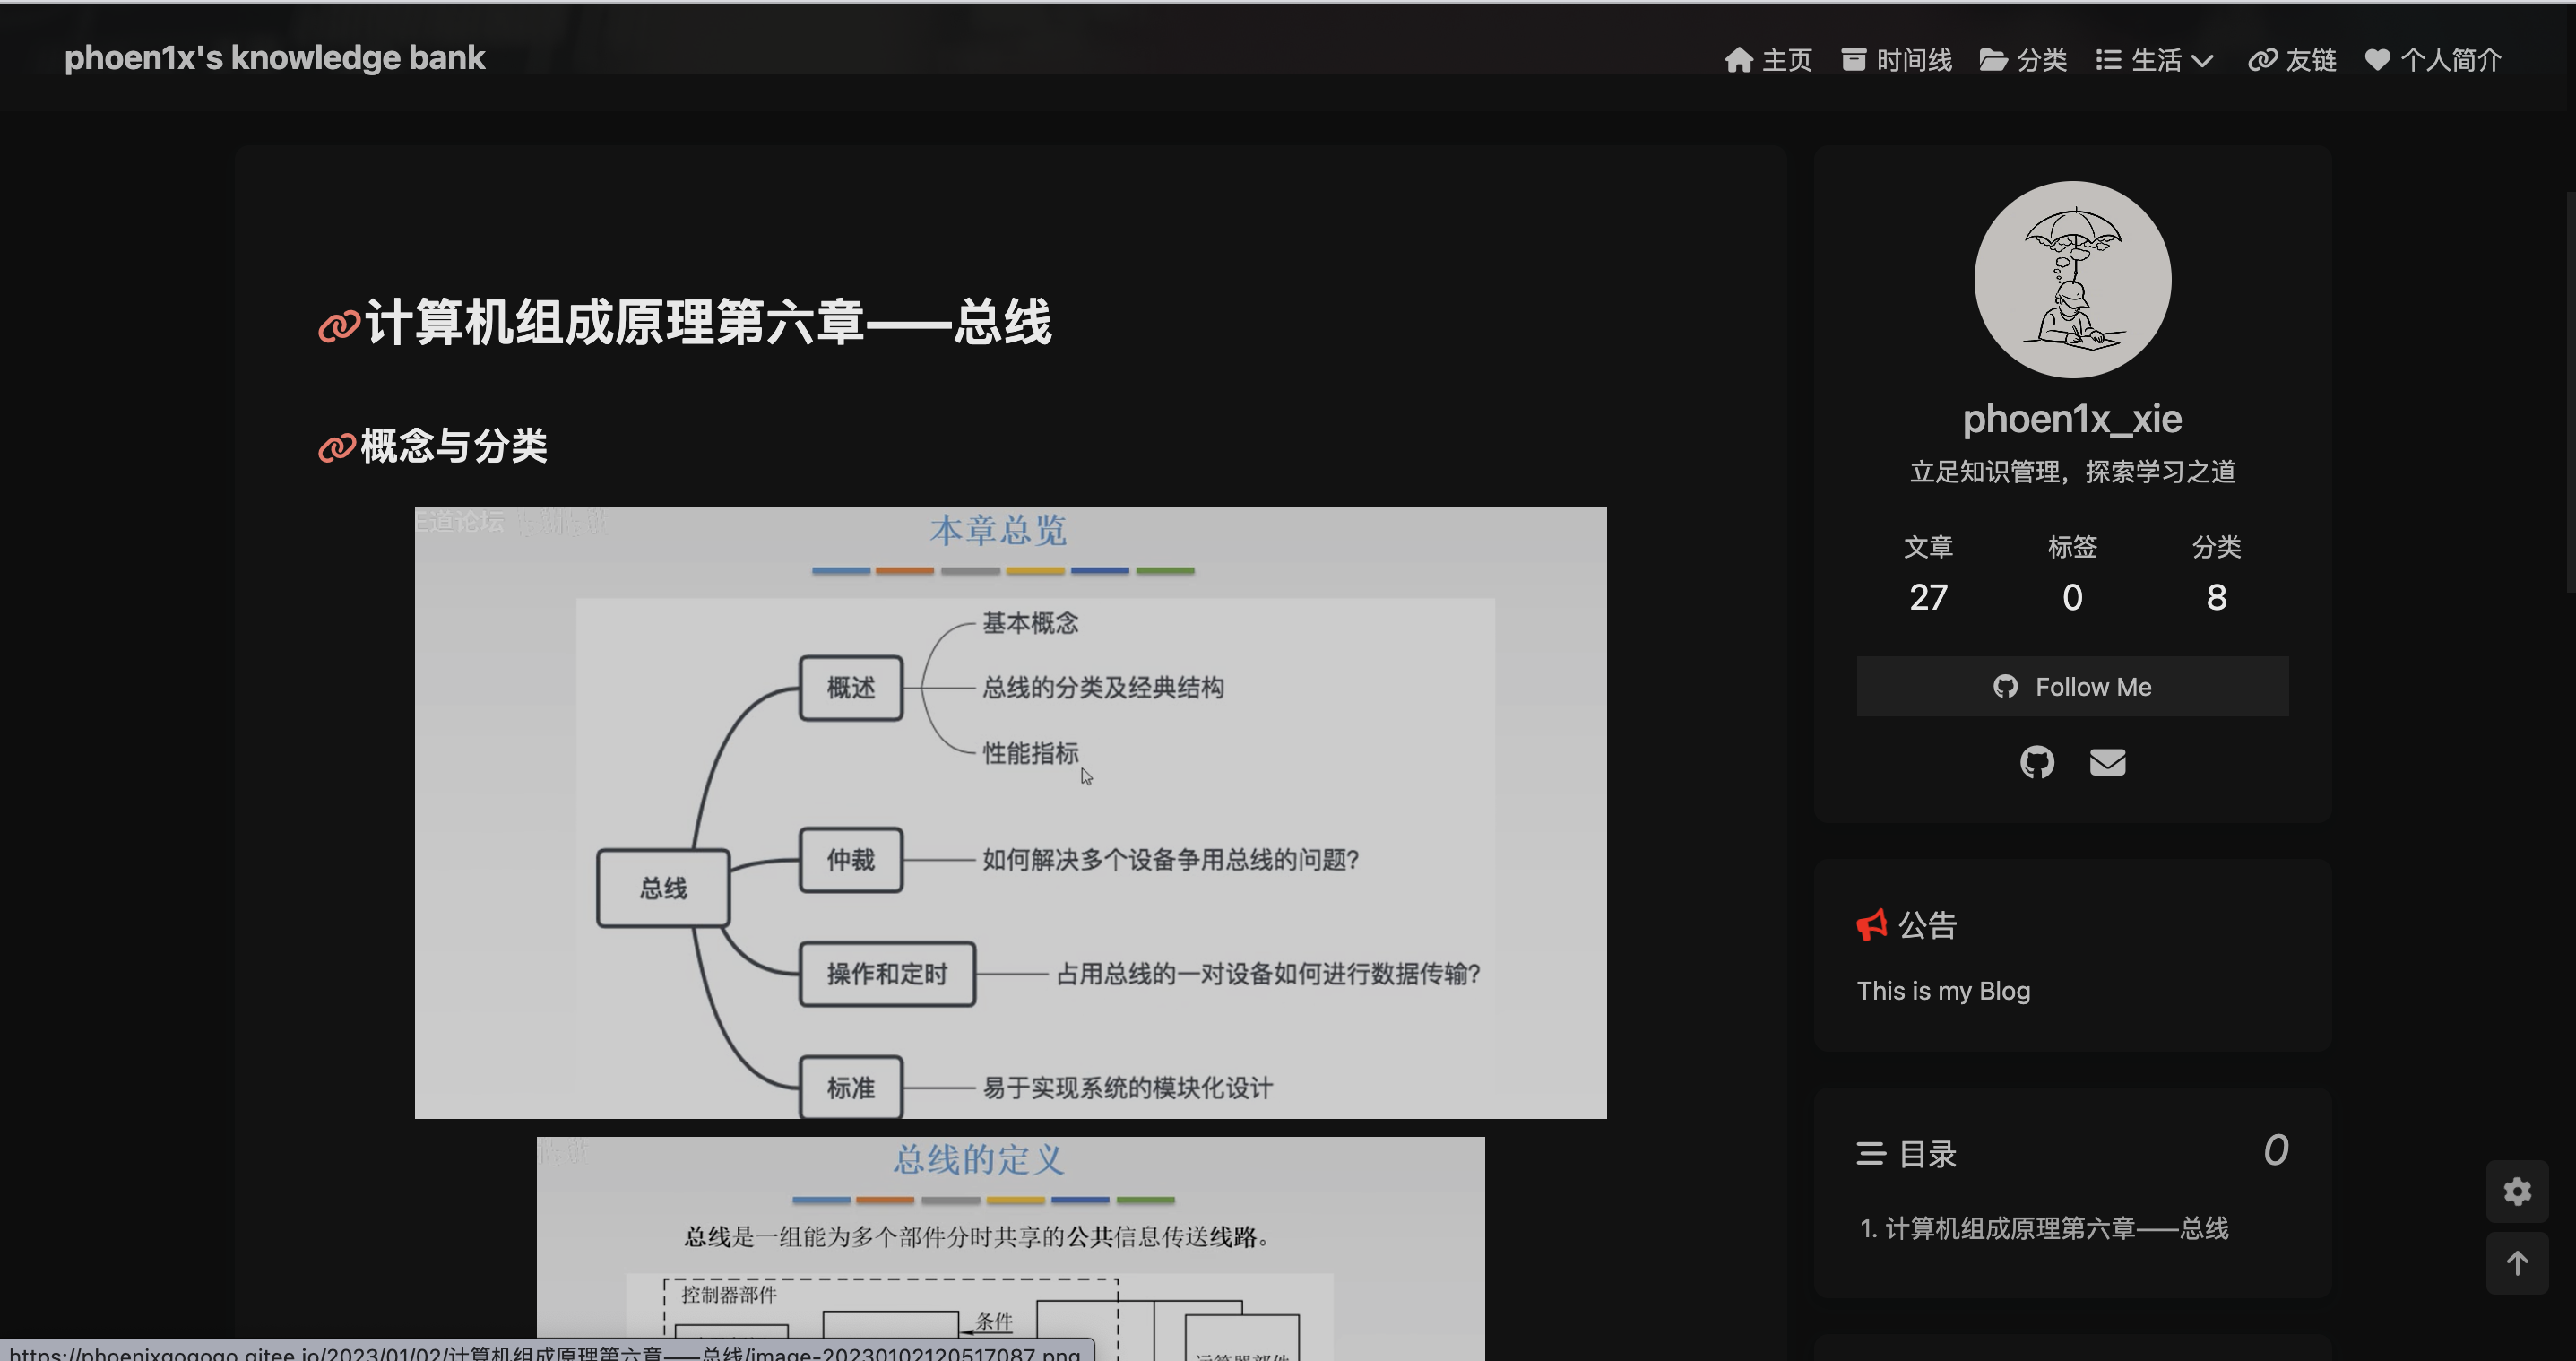 phoen1x's knowledge bank
主页 时间线 分类 生活 友链 个人简介
计算机组成原理第六章——总线
概念与分类
王道论坛
本章总览
基本概念
概述
总线的分类及经典结构
性能指标
仲裁
如何解决多个设备争用总线的问题?
总线
操作和定时
占用总线的一对设备如何进行数据传输?
标准
易于实现系统的模块化设计
总线的定义
总线是一组能为多个部件分时共享的公共信息传送线路。
控制器部件
条件
运算器部件
https://phoenixgogogo.gitee.io/2023/01/02/计算机组成原理第六章——总线/image-20230102120517087.png
phoen1x_xie
立足知识管理，探索学习之道
文章 标签 分类
27 0 8
Follow Me
公告
This is my Blog
目录 0
1. 计算机组成原理第六章——总线